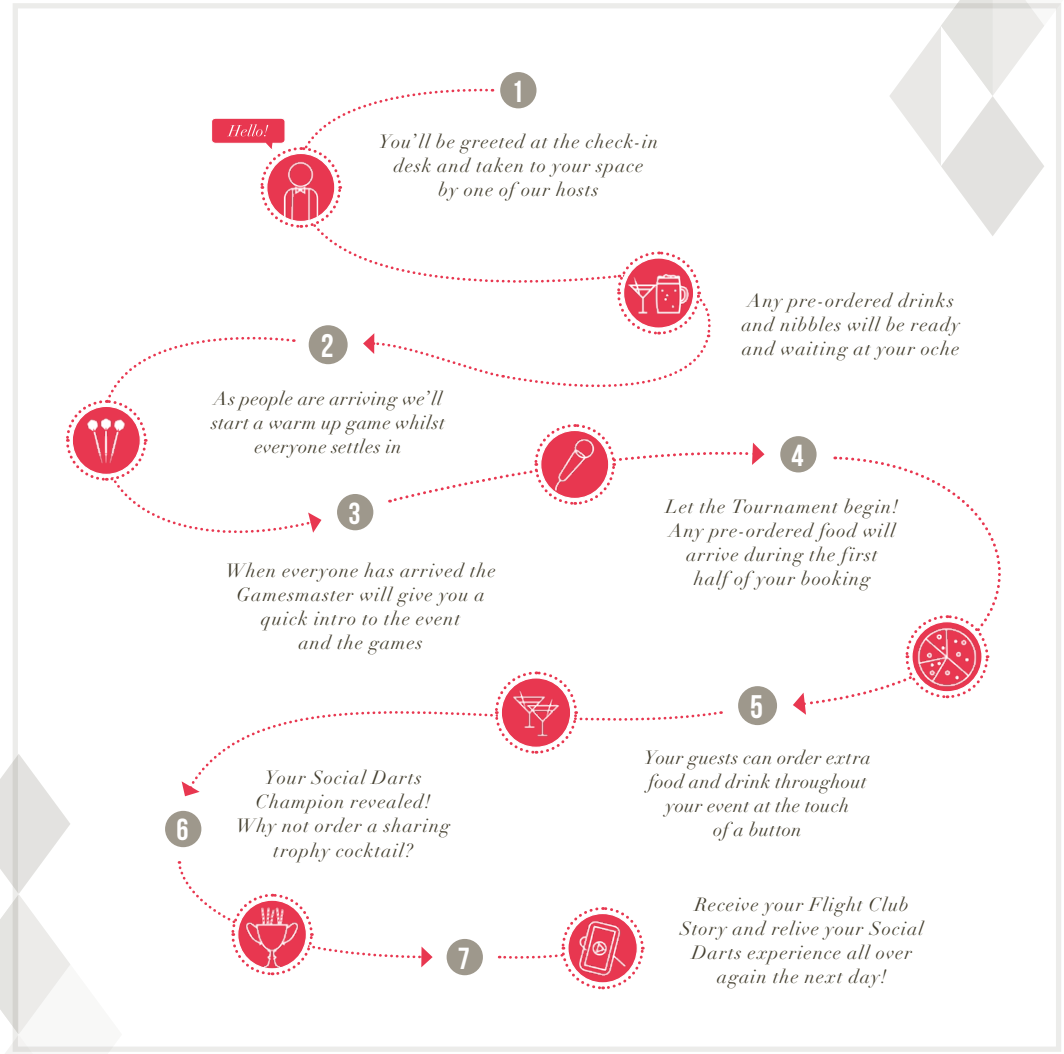 1
Hello!
You'll be greeted at the check-in
desk and taken to your space
by one of our hosts
Any pre-ordered drinks
and nibbles will be ready
and waiting at your oche
2
As people are arriving we'll
start a warm up game whilst
everyone settles in
3
When everyone has arrived the
Gamesmaster will give you a
quick intro to the event
and the games
4
Let the Tournament begin!
Any pre-ordered food will
arrive during the first
half of your booking
5
Your guests can order extra
food and drink throughout
your event at the touch
of a button
6
Your Social Darts
Champion revealed!
Why not order a sharing
trophy cocktail?
7
Receive your Flight Club
Story and relive your Social
Darts experience all over
again the next day!